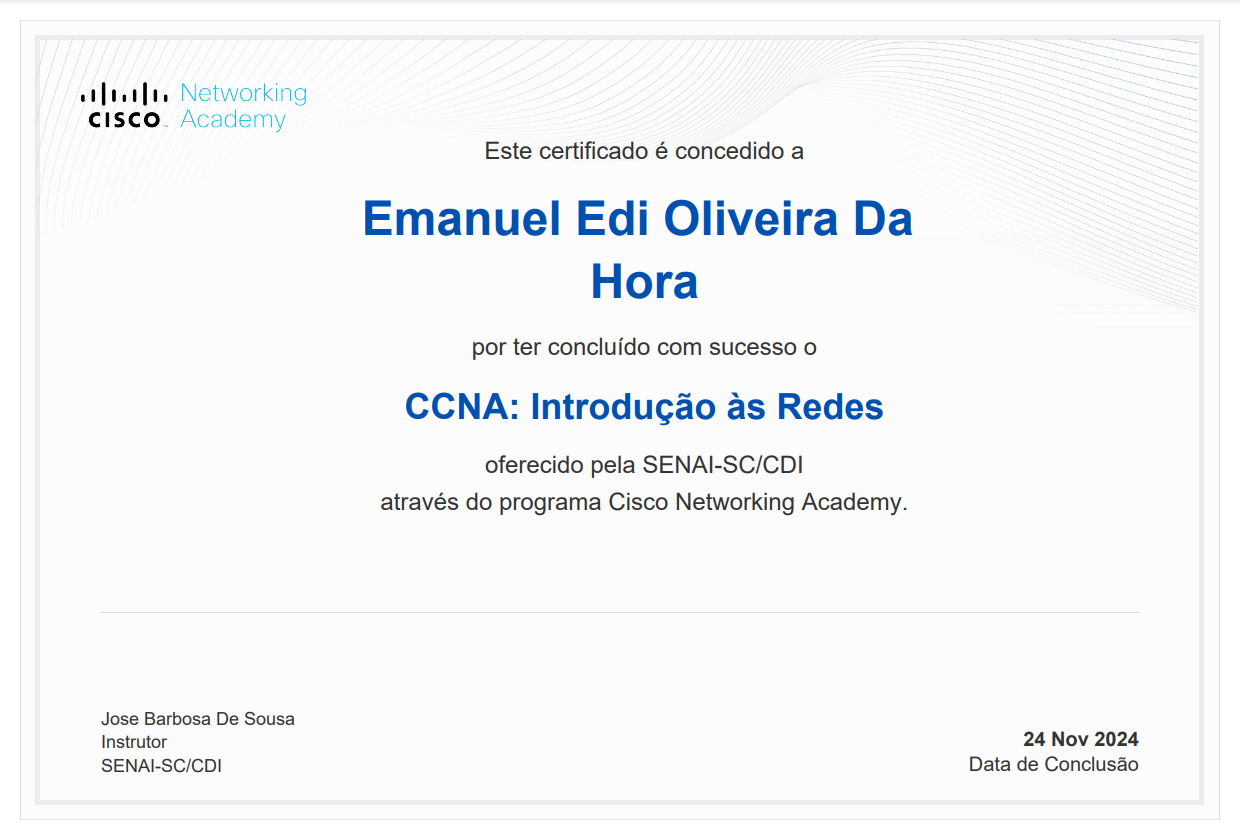 CISCO
Networking
Academy
Este certificado é concedido a
Emanuel Edi Oliveira Da
Hora
por ter concluído com sucesso o
CCNA: Introdução às Redes
oferecido pela SENAI-SC/CDI
através do programa Cisco Networking Academy.
Jose Barbosa De Sousa
Instrutor
SENAI-SC/CDI
24 Nov 2024
Data de Conclusão